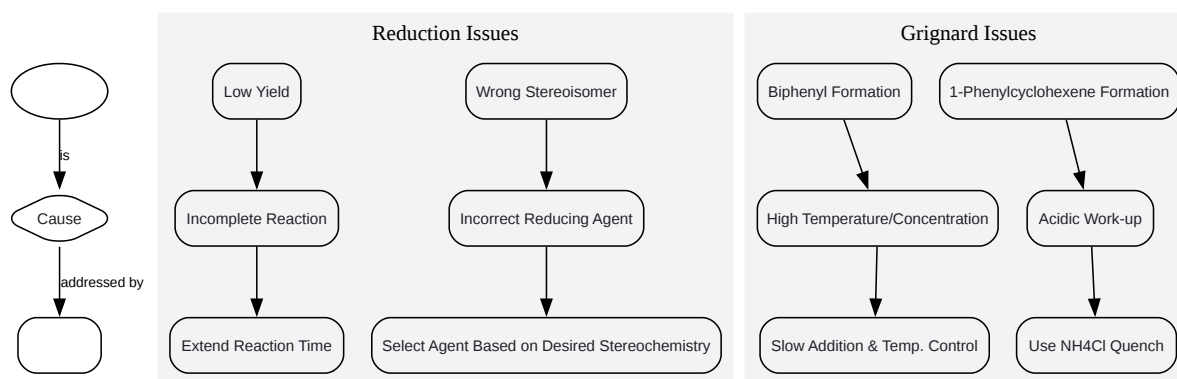 Reduction Issues
Grignard Issues
Low Yield
Wrong Stereoisomer
Biphenyl Formation
1-Phenylcyclohexene Formation
is
Cause
Incomplete Reaction
Incorrect Reducing Agent
High Temperature/Concentration
Acidic Work-up
addressed by
Extend Reaction Time
Select Agent Based on Desired Stereochemistry
Slow Addition & Temp. Control
Use NH4Cl Quench